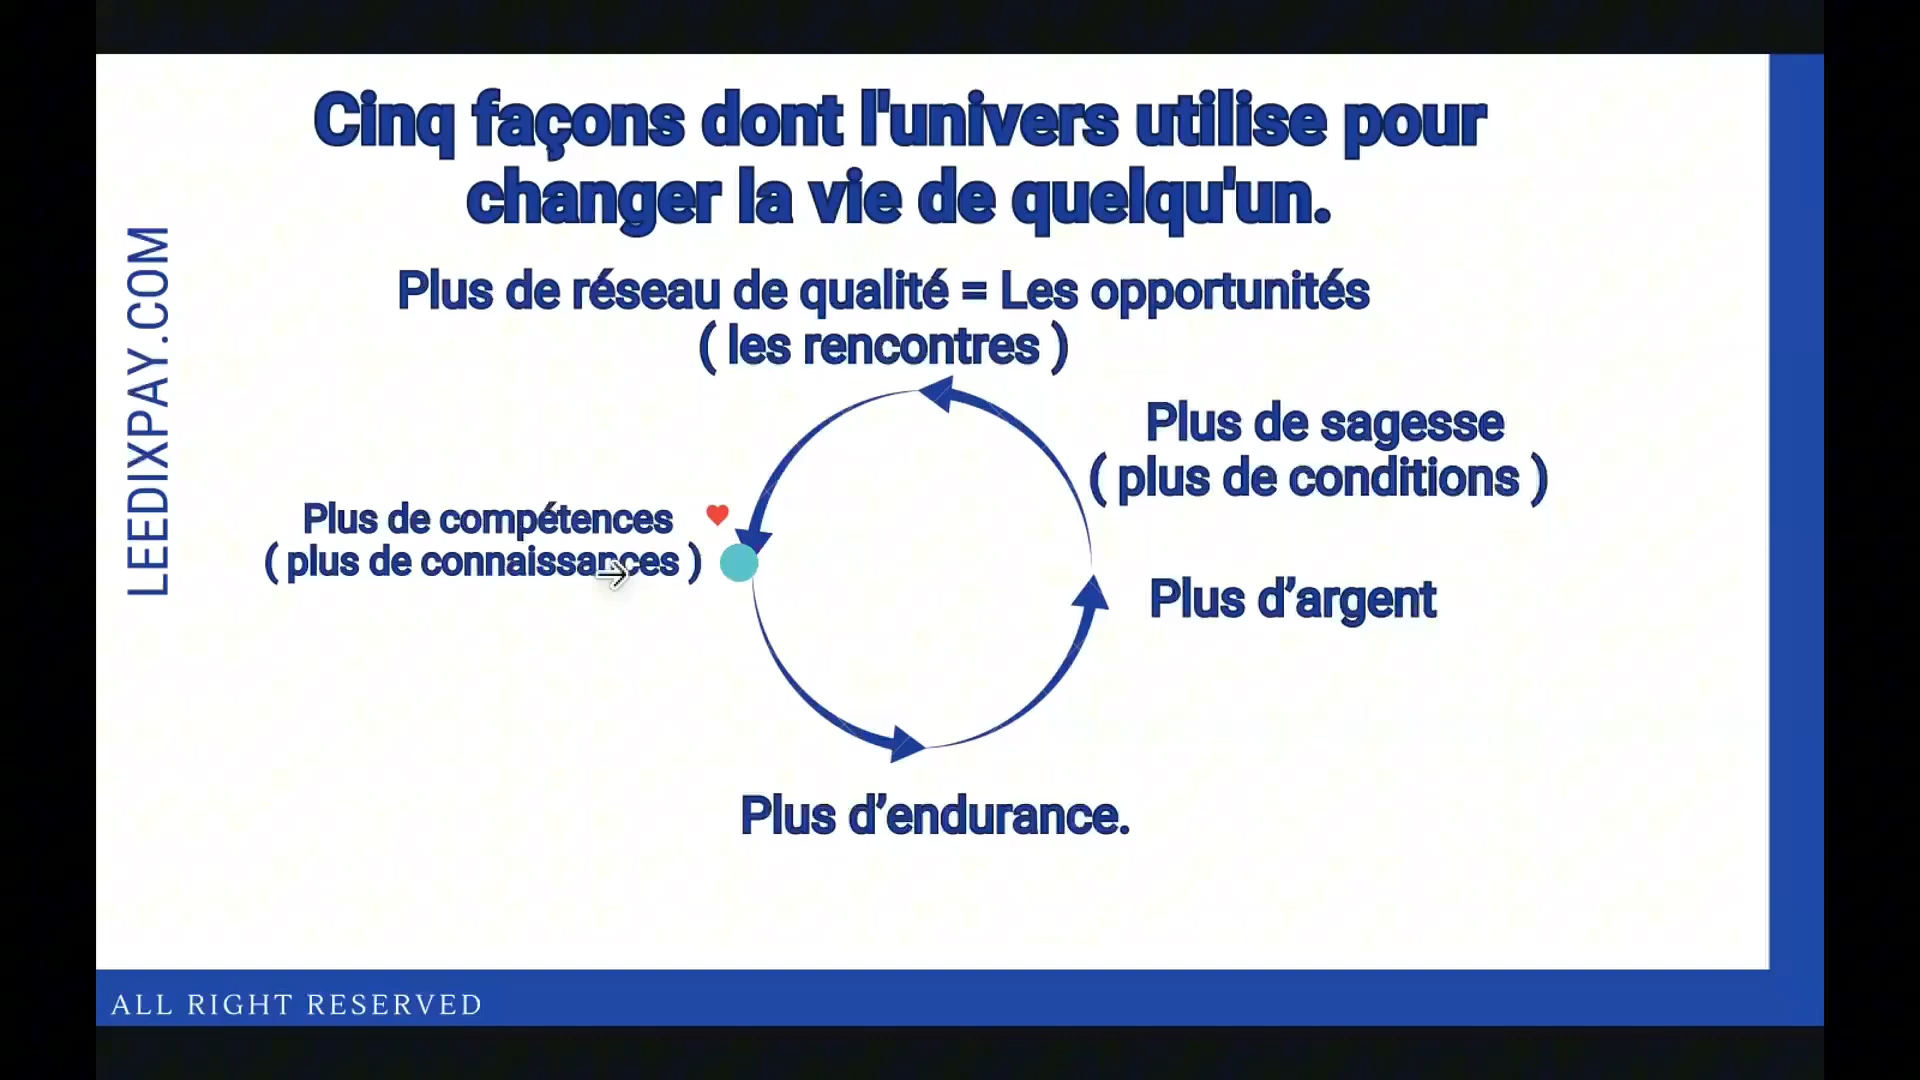 Cinq façons dont l'univers utilise pour
changer la vie de quelqu'un.
LEEDIXPAY.COM
Plus de réseau de qualité = Les opportunités
( les rencontres )
Plus de sagesse
( plus de conditions )
Plus de compétences
( plus de connaissances )
Plus d’argent
Plus d’endurance.
ALL RIGHT RESERVED